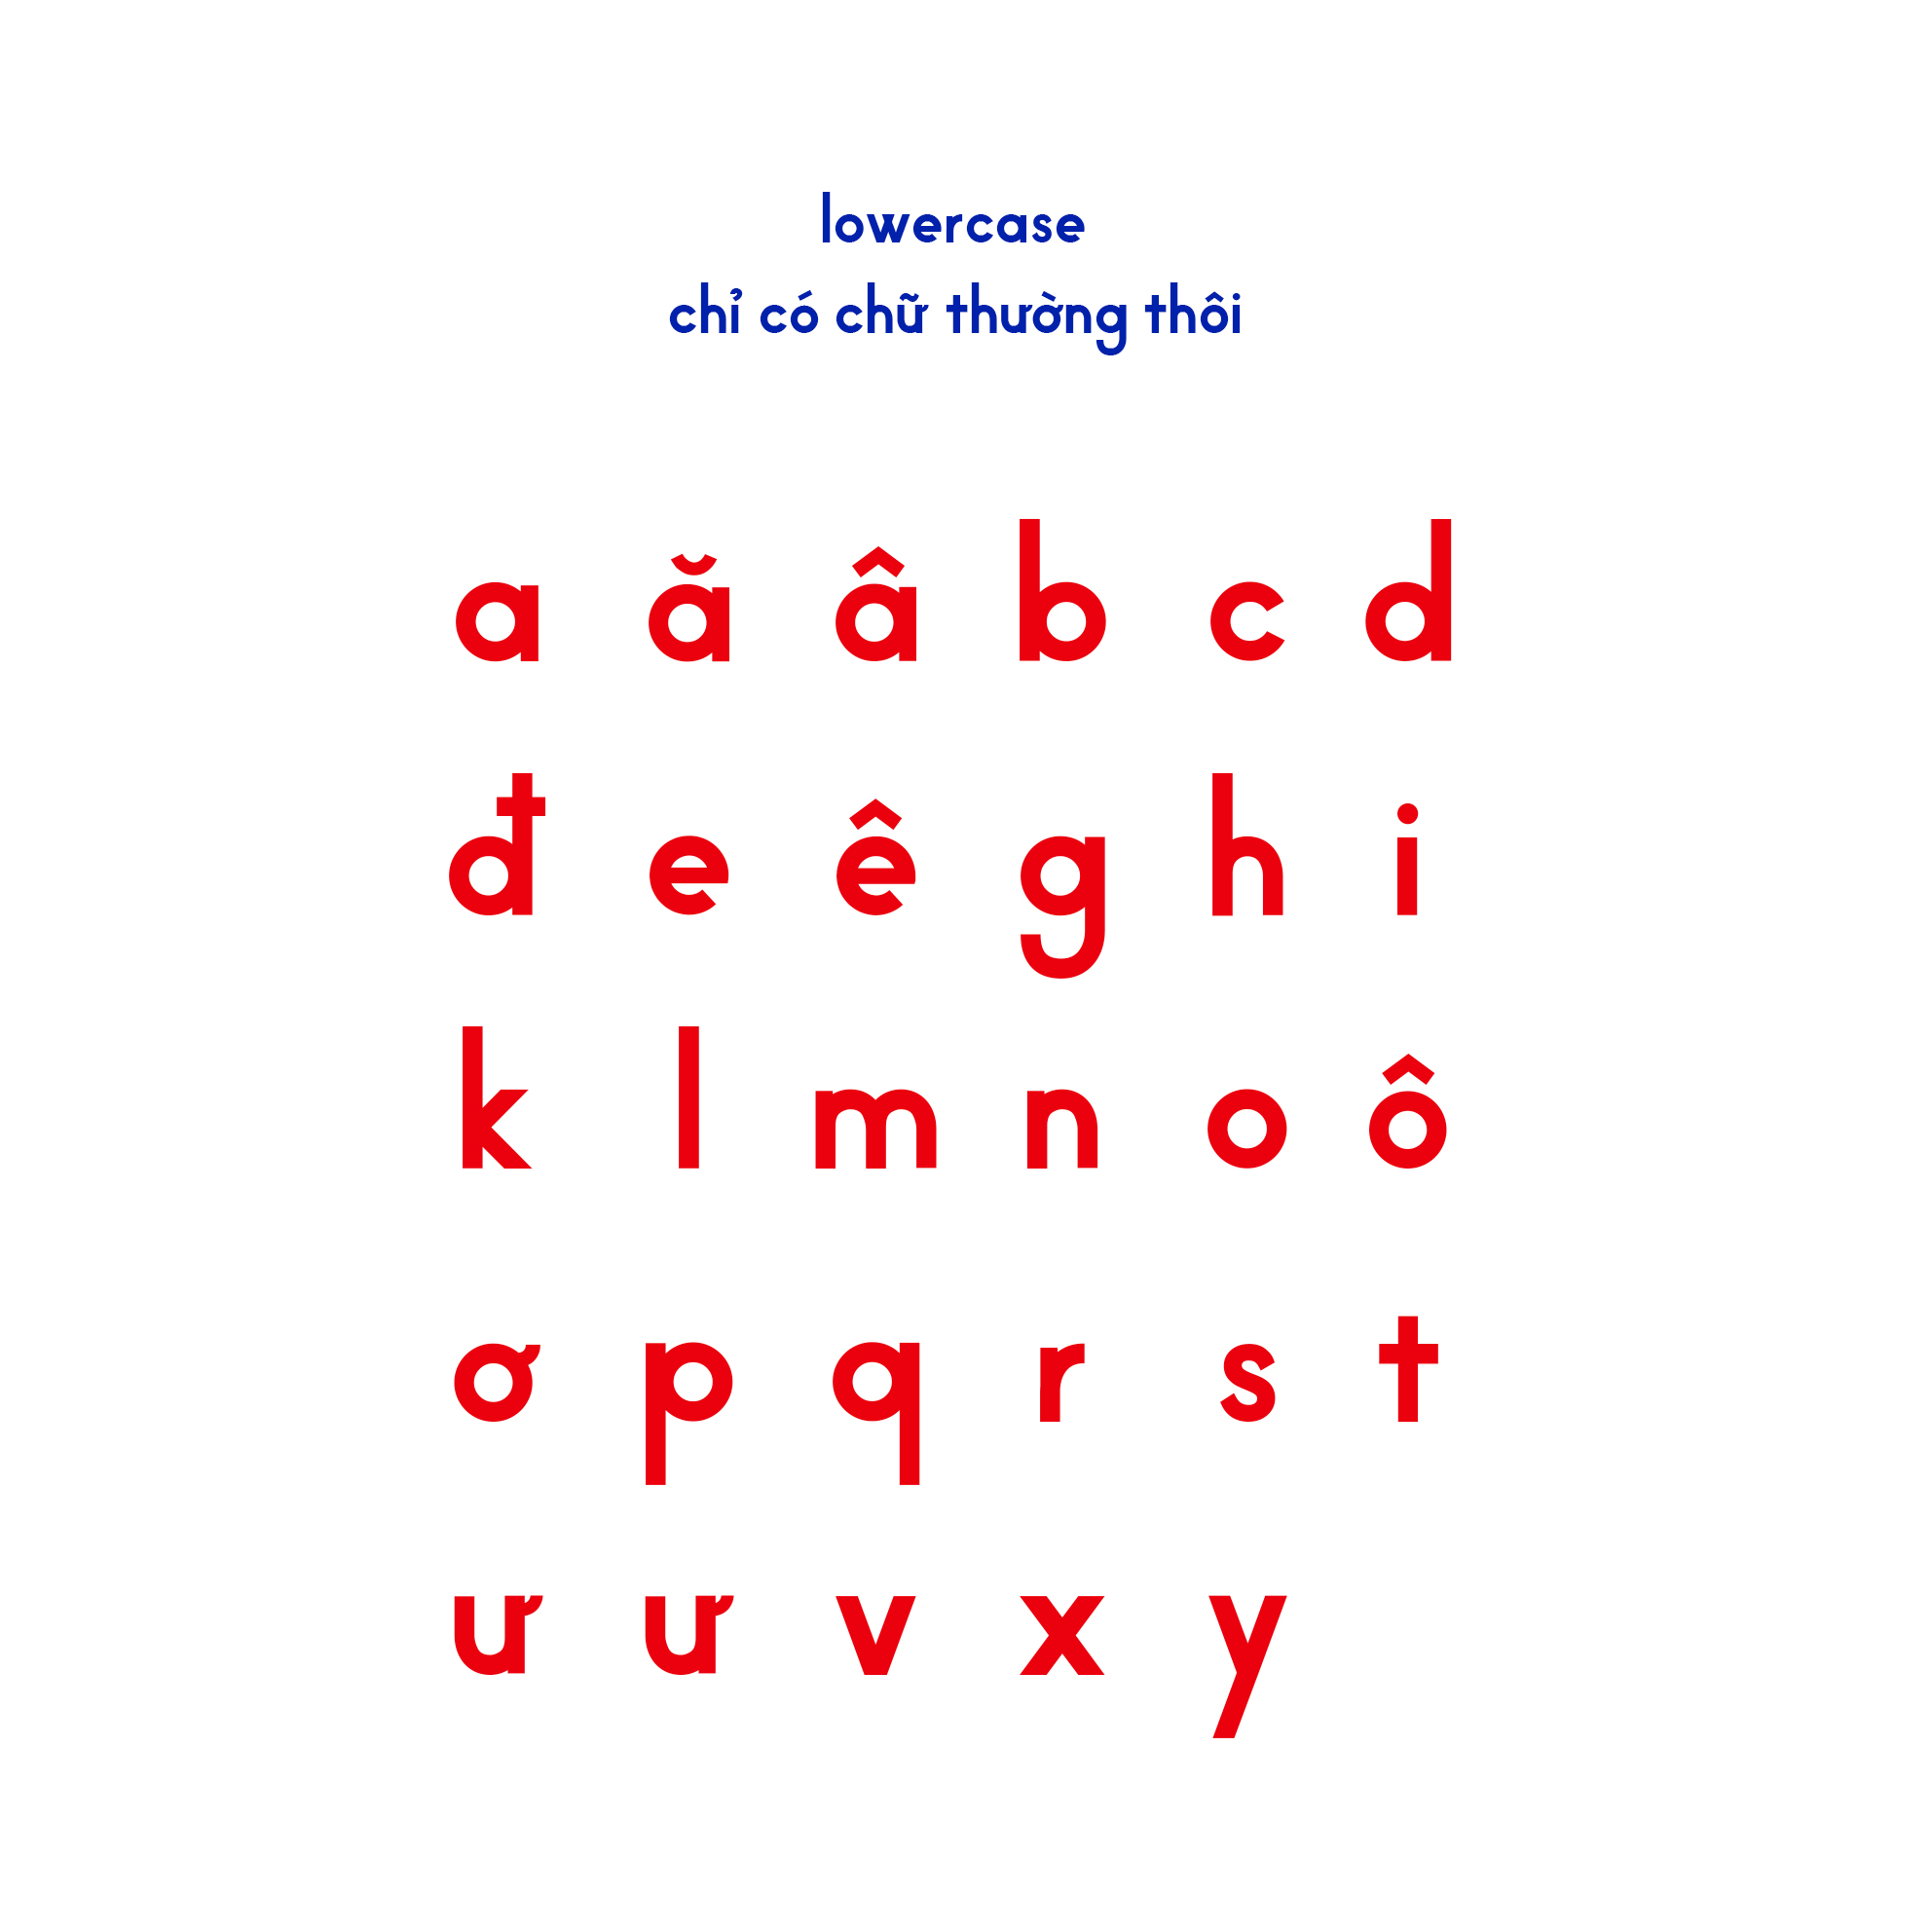 lowercase
chỉ có chữ thường thôi
a ă â b c d
đ e ê g h i
k l m n o ô
ơ p q r s t
ư ư v x y